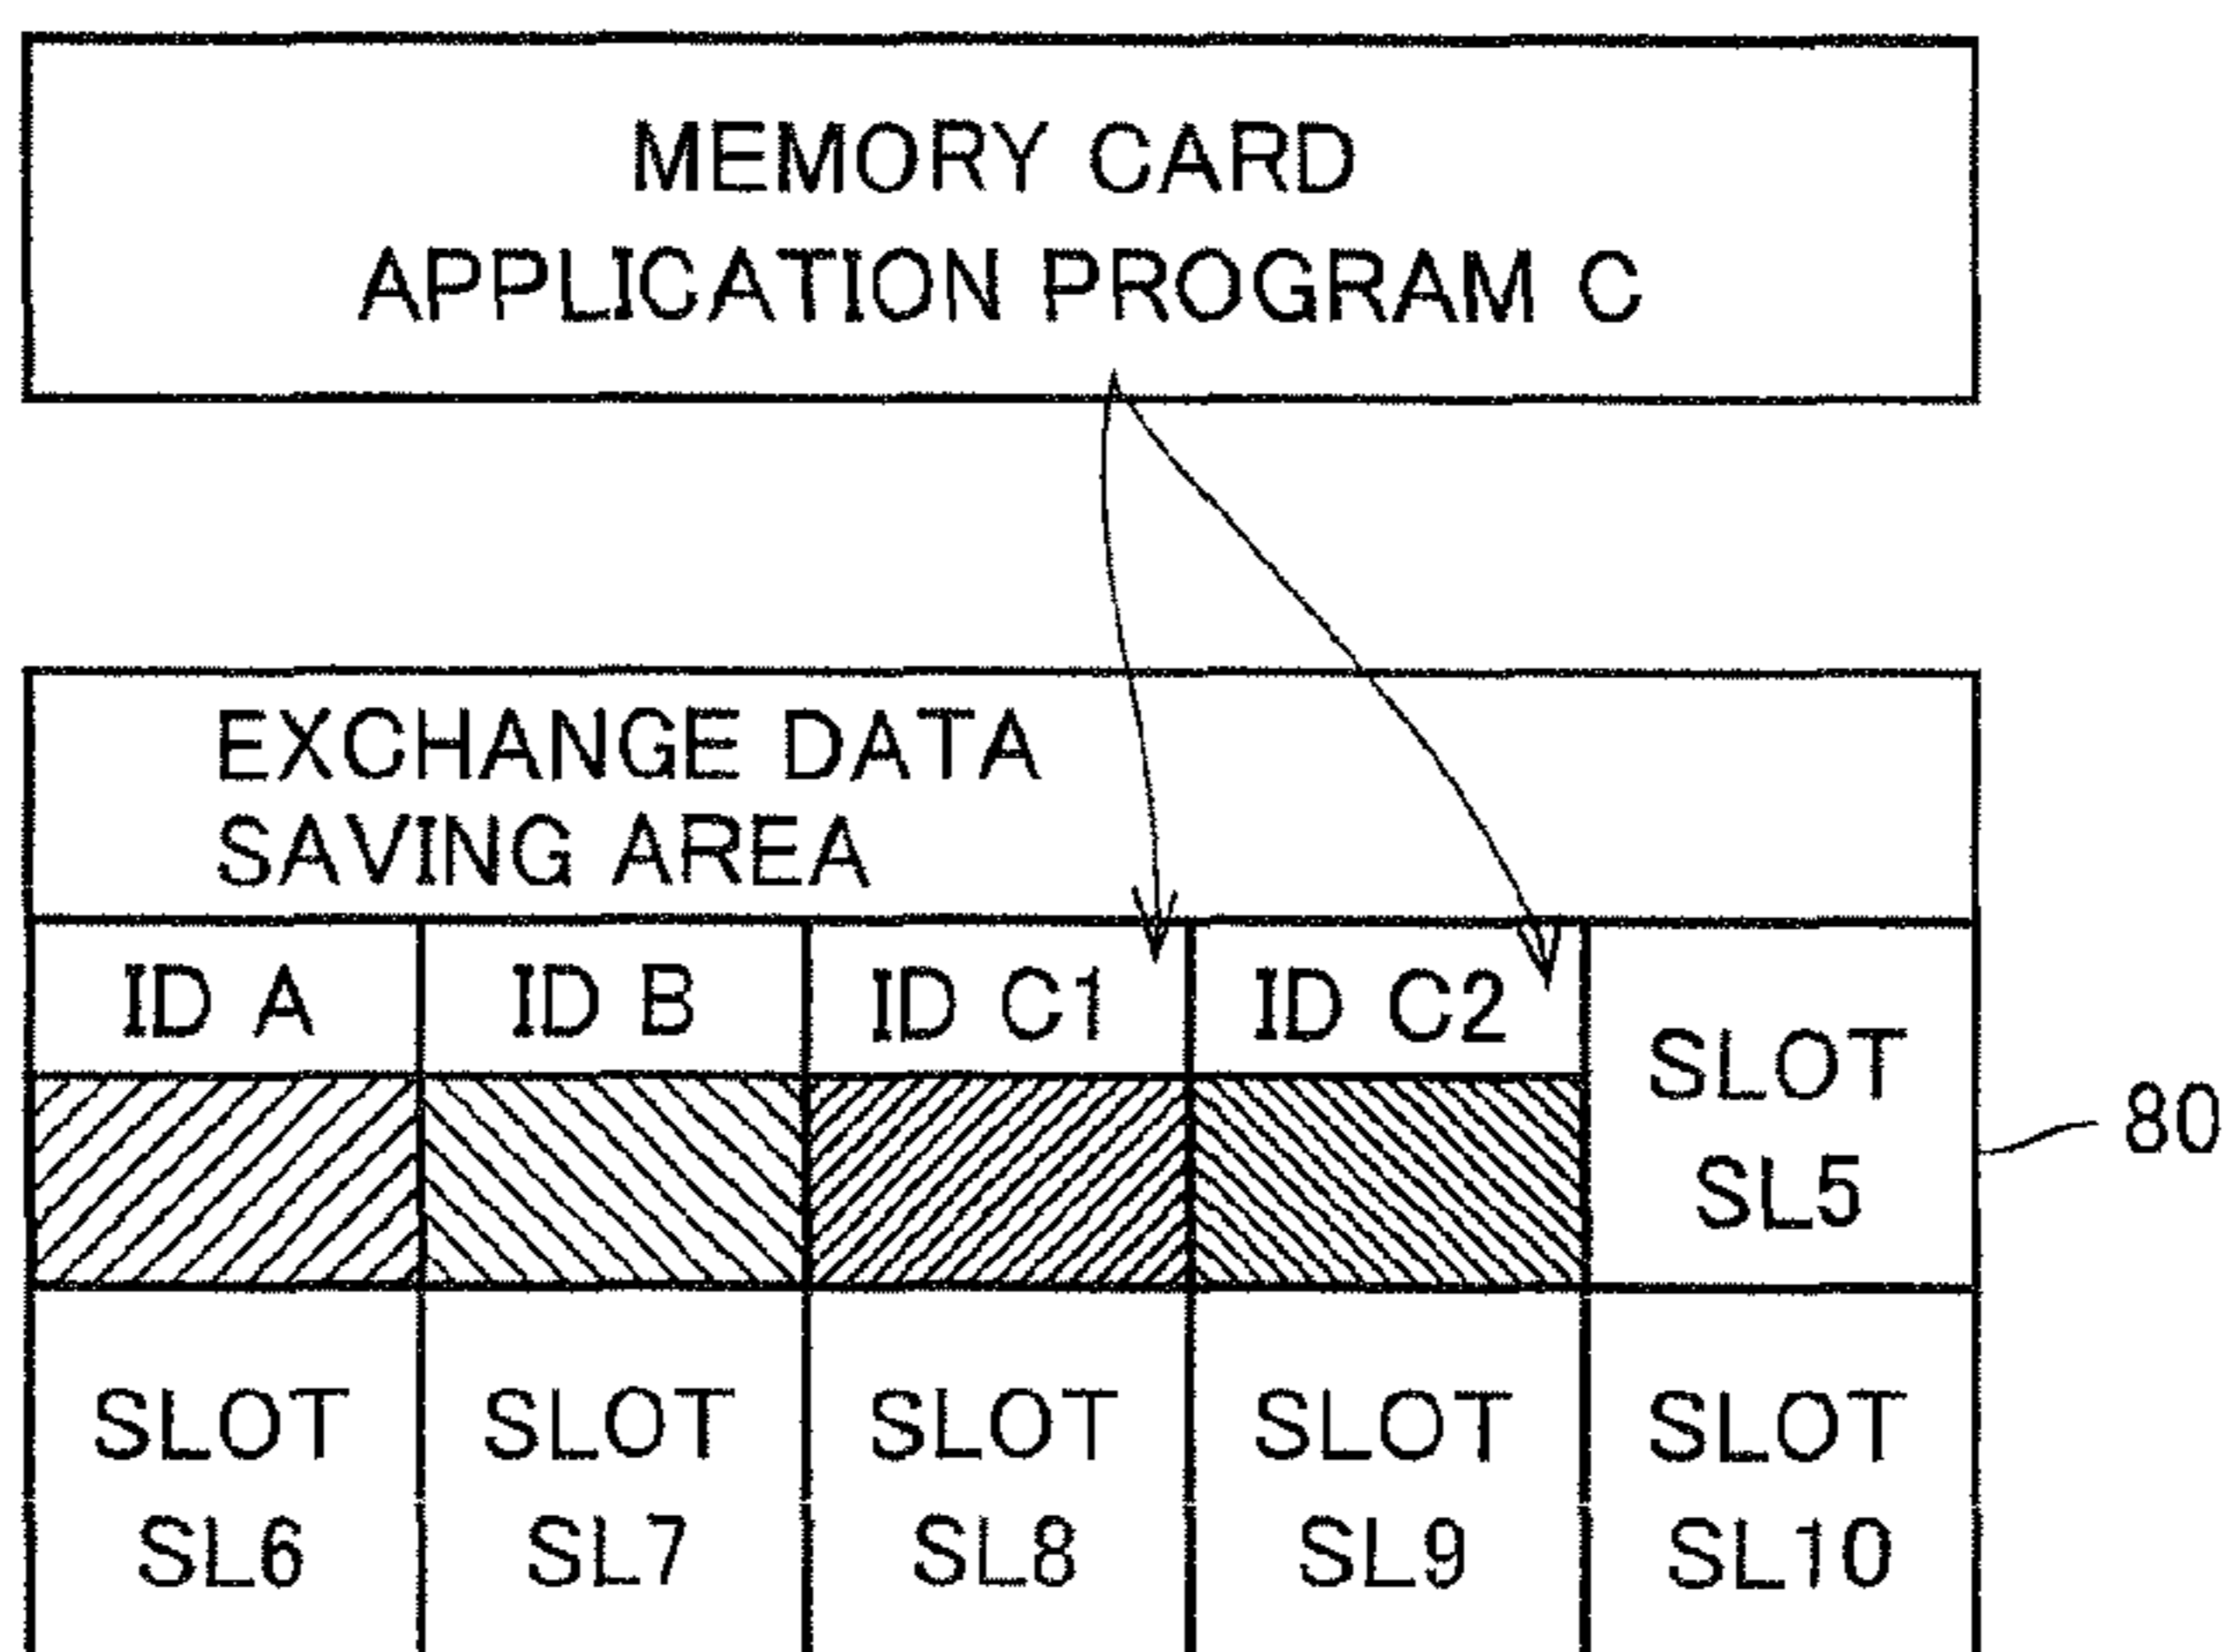 MEMORY CARD
APPLICATION PROGRAM C
EXCHANGE DATA
SAVING AREA
ID A
ID B
ID C1
ID C2
SLOT
SL5
80
SLOT
SL6
SLOT
SL7
SLOT
SL8
SLOT
SL9
SLOT
SL10